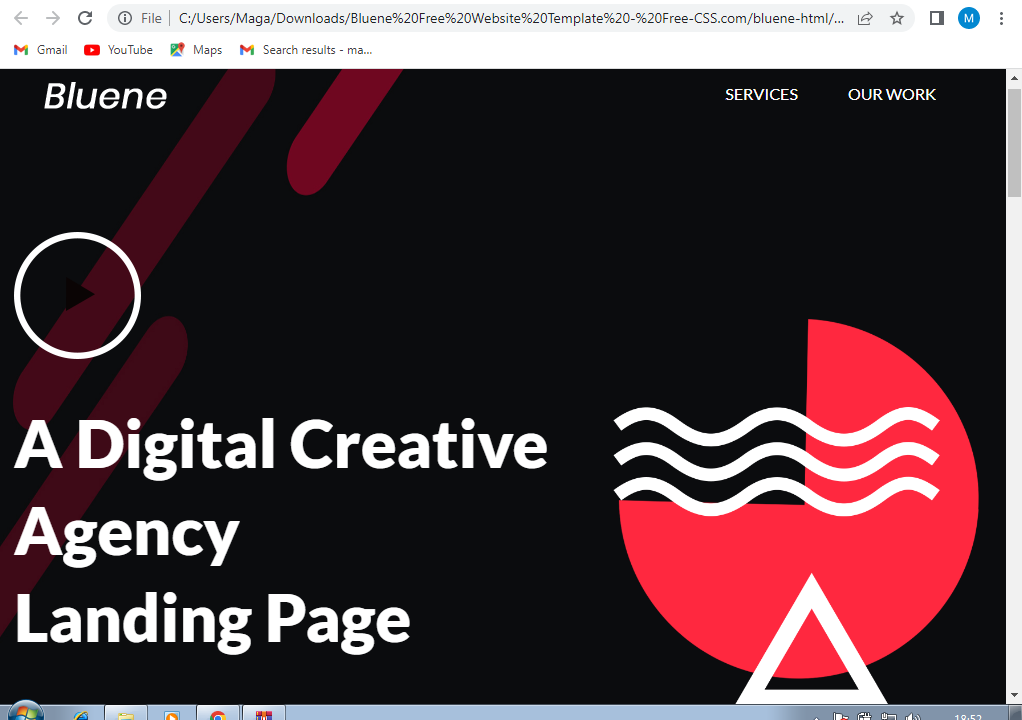 File C:/Users/Maga/Downloads/Bluene%20Free%20Website%20Template%20-%20Free-CSS.com/bluene-html/... M
Gmail YouTube Maps Search results - ma...
Bluene SERVICES OUR WORK
A Digital Creative
Agency
Landing Page
18:52